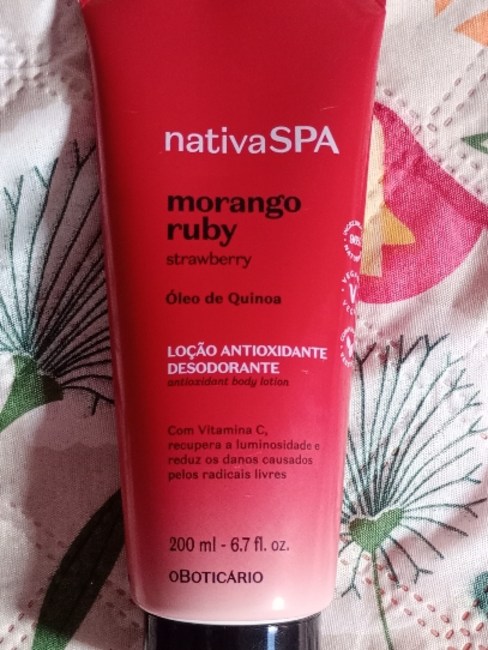 nativaSPA
morango
ruby
strawberry
Óleo de Quinoa
LOÇÃO ANTIOXIDANTE
DESODORANTE
antioxidant body lotion
Com Vitamina C,
recupera a luminosidade e
reduz os danos causados
pelos radicais livres
200 ml - 6.7 fl. oz.
oBOTICÁRIO